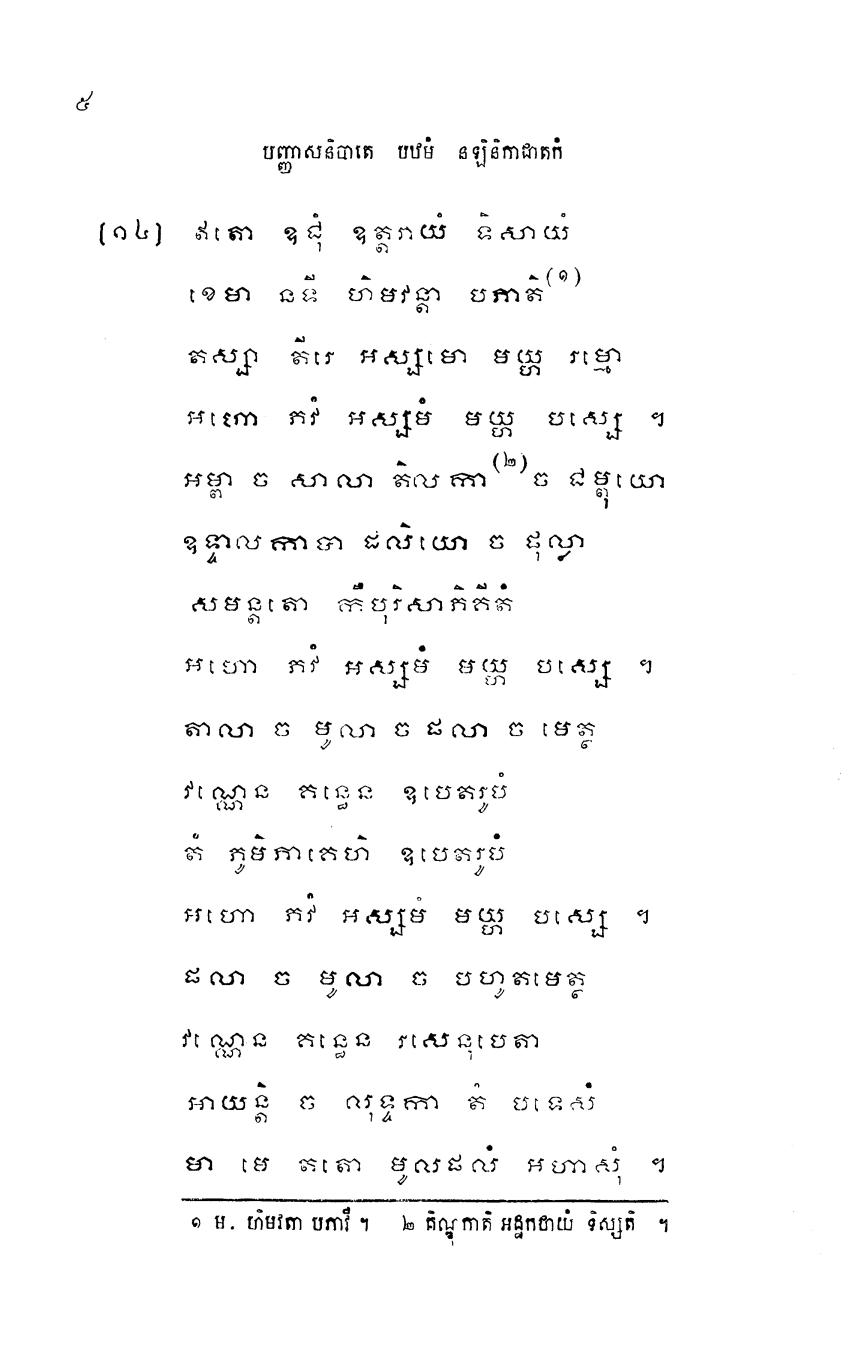 ៥
បញ្ញាសនិបាតេ បឋមំ នឡិនិកាជាតកំ
(១៤) ឥតោ ឧជុំ ឧត្តរាយំ ទិសាយំ
ខេមា នទី ហិមវន្តា បភាតិ(១)
តស្សា តីរេ អស្សមោ មយ្ហ រម្មោ
អហោ ភវំ អស្សមំ មយ្ហ បស្សេ ។
អម្ពា ច សាលា តិលកា(២) ច ជម្ពុយោ
ឧទ្ទាលកា បាដលិយោ ច ផុល្លា
សមន្តតោ កឹបុរិសាភិគីតំ
អហោ ភវំ អស្សមំ មយ្ហ បស្សេ ។
តាលា ច មូលា ច ផលា ច មេត្ថ
វណ្ណេន គន្ធេន ឧបេតរូបំ
តំ ភូមិភាគេហិ ឧបេតរូបំ
អហោ ភវំ អស្សមំ មយ្ហ បស្សេ ។
ផលា ច មូលា ច បហូតមេត្ថ
វណ្ណេន គន្ធេន រសេនុបេតា
អាយន្តិ ច លុទ្ទកា តំ បទេសំ
មា មេ តតោ មូលផលំ អហាសុំ ។
១ ម. ហិមវតា បភាវី ។ ២ តិណ្ឌុកាតិ អដ្ឋកថាយំ ទិស្សតិ ។